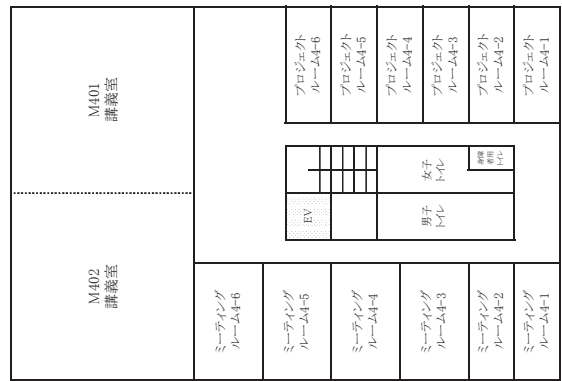 M401
講義室
プロジェクト
ルーム4-6
プロジェクト
ルーム4-5
プロジェクト
ルーム4-4
プロジェクト
ルーム4-3
プロジェクト
ルーム4-2
プロジェクト
ルーム4-1
女子
トイレ
身障
者用
トイレ
EV
男子
トイレ
M402
講義室
ミーティング
ルーム4-6
ミーティング
ルーム4-5
ミーティング
ルーム4-4
ミーティング
ルーム4-3
ミーティング
ルーム4-2
ミーティング
ルーム4-1